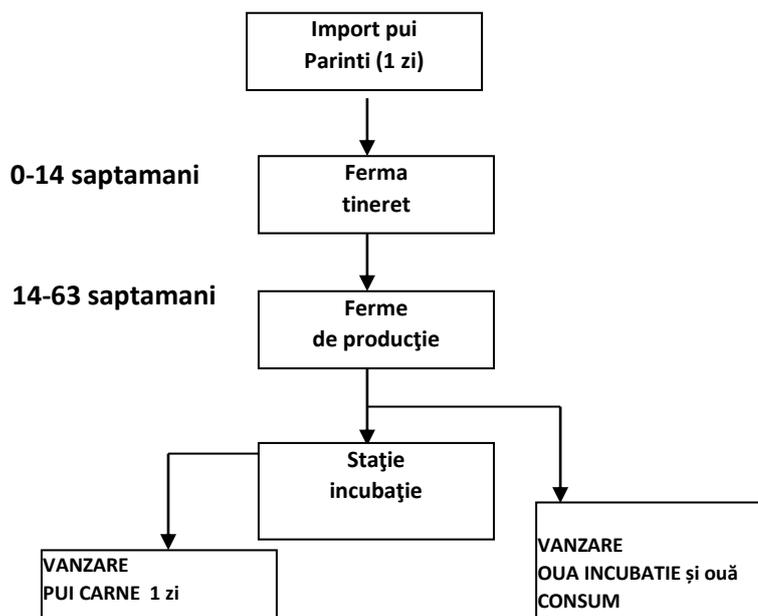 Import pui
Parinti (1 zi)
0-14 saptamani
Ferma
tineret
14-63 saptamani
Ferme
de producţie
Staţie
incubaţie
VANZARE
PUI CARNE 1 zi
VANZARE
OUA INCUBATIE și ouă
CONSUM